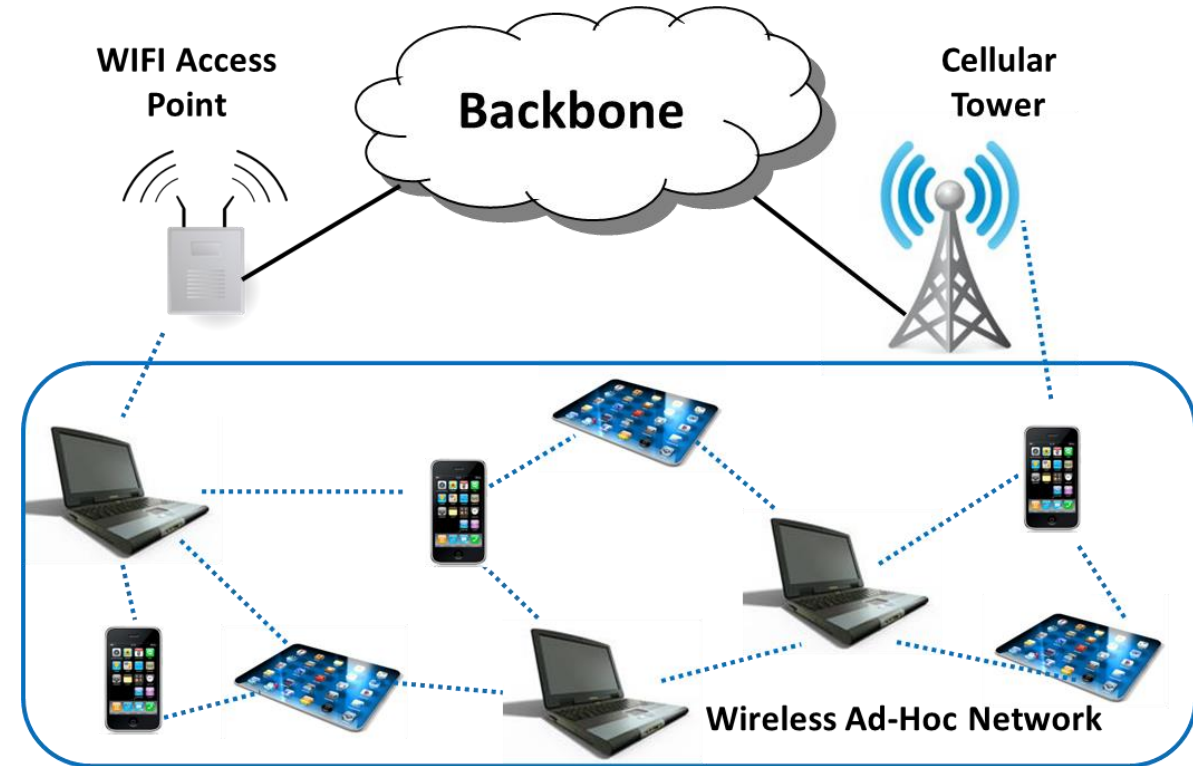 WIFI Access
Point
Backbone
Cellular
Tower
Wireless Ad-Hoc Network